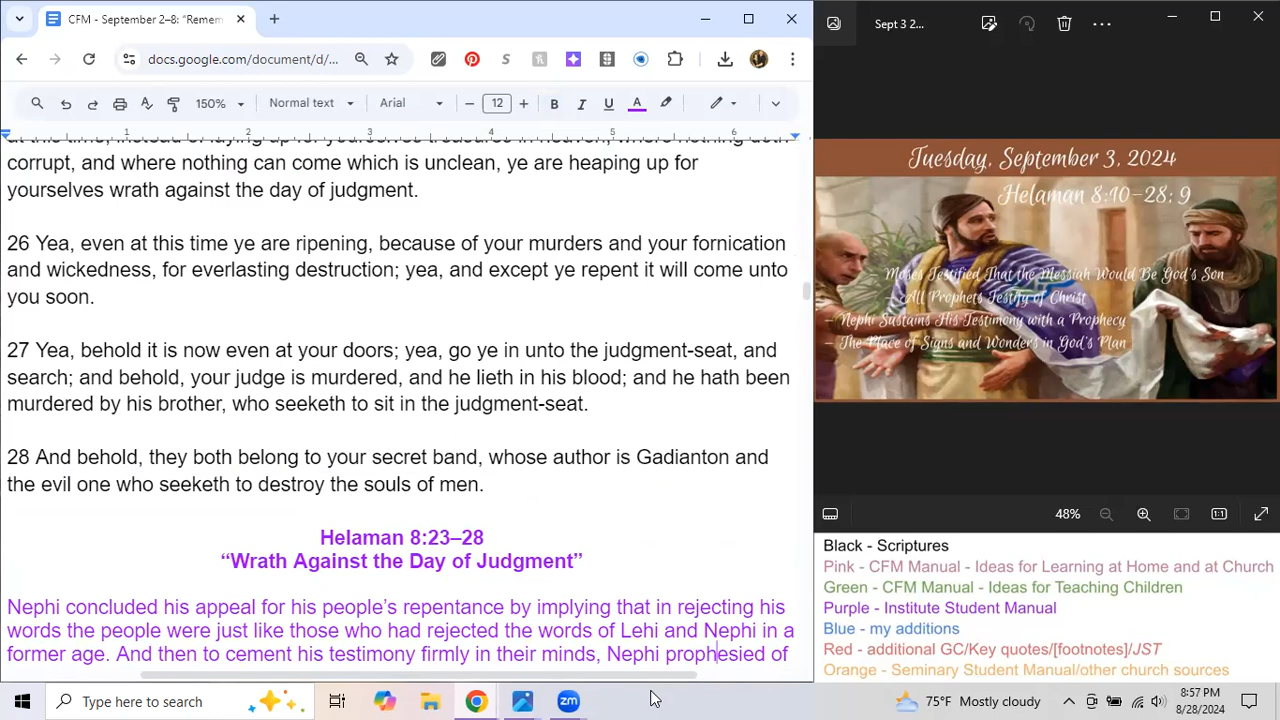 CFM - September 2–8: “Remem
docs.google.com/document/d/...
150%
Normal text
Arial
12
1 2 3 4 5 6
corrupt, and where nothing can come which is unclean, ye are heaping up for
yourselves wrath against the day of judgment.
26 Yea, even at this time ye are ripening, because of your murders and your fornication
and wickedness, for everlasting destruction; yea, and except ye repent it will come unto
you soon.
27 Yea, behold it is now even at your doors; yea, go ye in unto the judgment-seat, and
search; and behold, your judge is murdered, and he lieth in his blood; and he hath been
murdered by his brother, who seeketh to sit in the judgment-seat.
28 And behold, they both belong to your secret band, whose author is Gadianton and
the evil one who seeketh to destroy the souls of men.
Helaman 8:23–28
“Wrath Against the Day of Judgment”
Nephi concluded his appeal for his people’s repentance by implying that in rejecting his
words the people were just like those who had rejected the words of Lehi and Nephi in a
former age. And then to cement his testimony firmly in their minds, Nephi prophesied of
Sept 3 2...
Tuesday, September 3, 2024
Helaman 8:10-28; 9
Moses Testified That the Messiah Would Be God's Son
All Prophets Testify of Christ
- Nephi Sustains His Testimony with a Prophecy
- The Place of Signs and Wonders in God's Plan
48%
Black - Scriptures
Pink - CFM Manual - Ideas for Learning at Home and at Church
Green - CFM Manual - Ideas for Teaching Children
Purple - Institute Student Manual
Blue - my additions
Red - additional GC/Key quotes/[footnotes]/JST
Orange - Seminary Student Manual/other church sources
Type here to search
zm
75°F Mostly cloudy
8:57 PM
8/28/2024